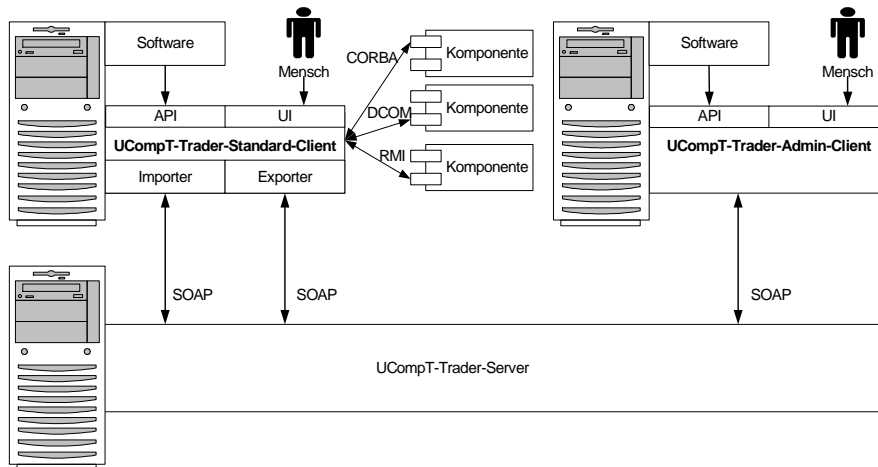 Software
Mensch
CORBA
Komponente
Software
Mensch
DCOM
Komponente
API
UI
API
UI
UCompT-Trader-Standard-Client
RMI
Komponente
UCompT-Trader-Admin-Client
Importer
Exporter
SOAP
SOAP
SOAP
UCompT-Trader-Server